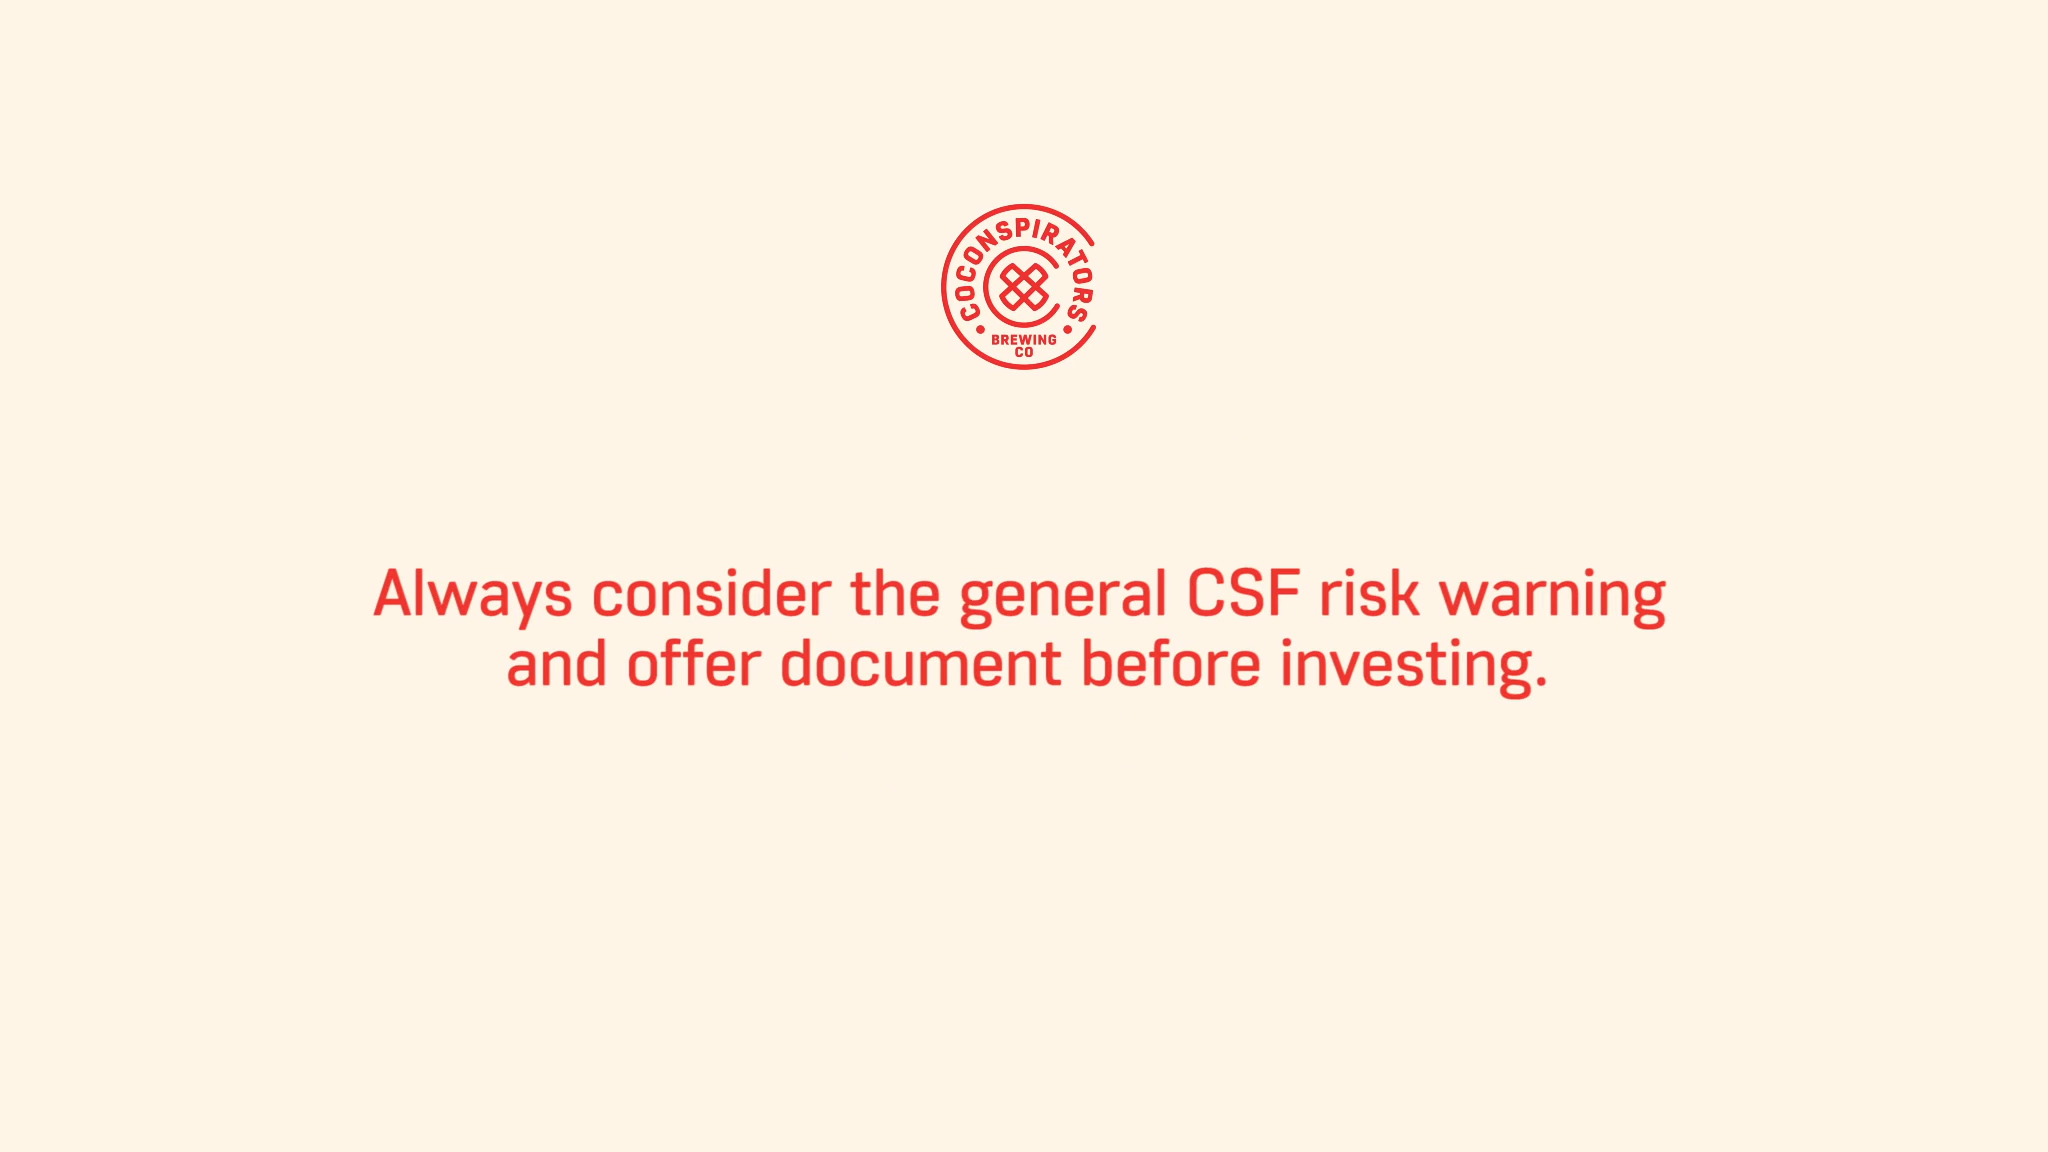 COCONSPIRATORS
BREWING
CO
Always consider the general CSF risk warning
and offer document before investing.